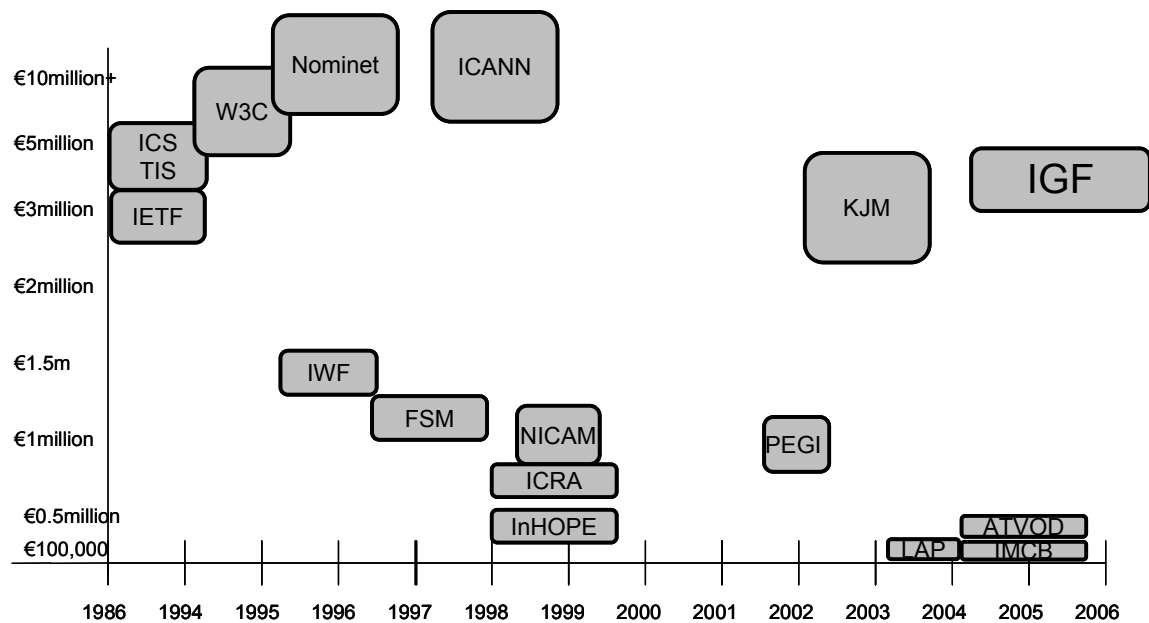 Nominet
ICANN
€10million+
W3C
€5million
ICS
TIS
IGF
€3million
IETF
KJM
€2million
€1.5m
IWF
FSM
€1million
NICAM
PEGI
ICRA
€0.5million
InHOPE
ATVOD
€100,000
LAP
IMCB
1986 1994 1995 1996 1997 1998 1999 2000 2001 2002 2003 2004 2005 2006